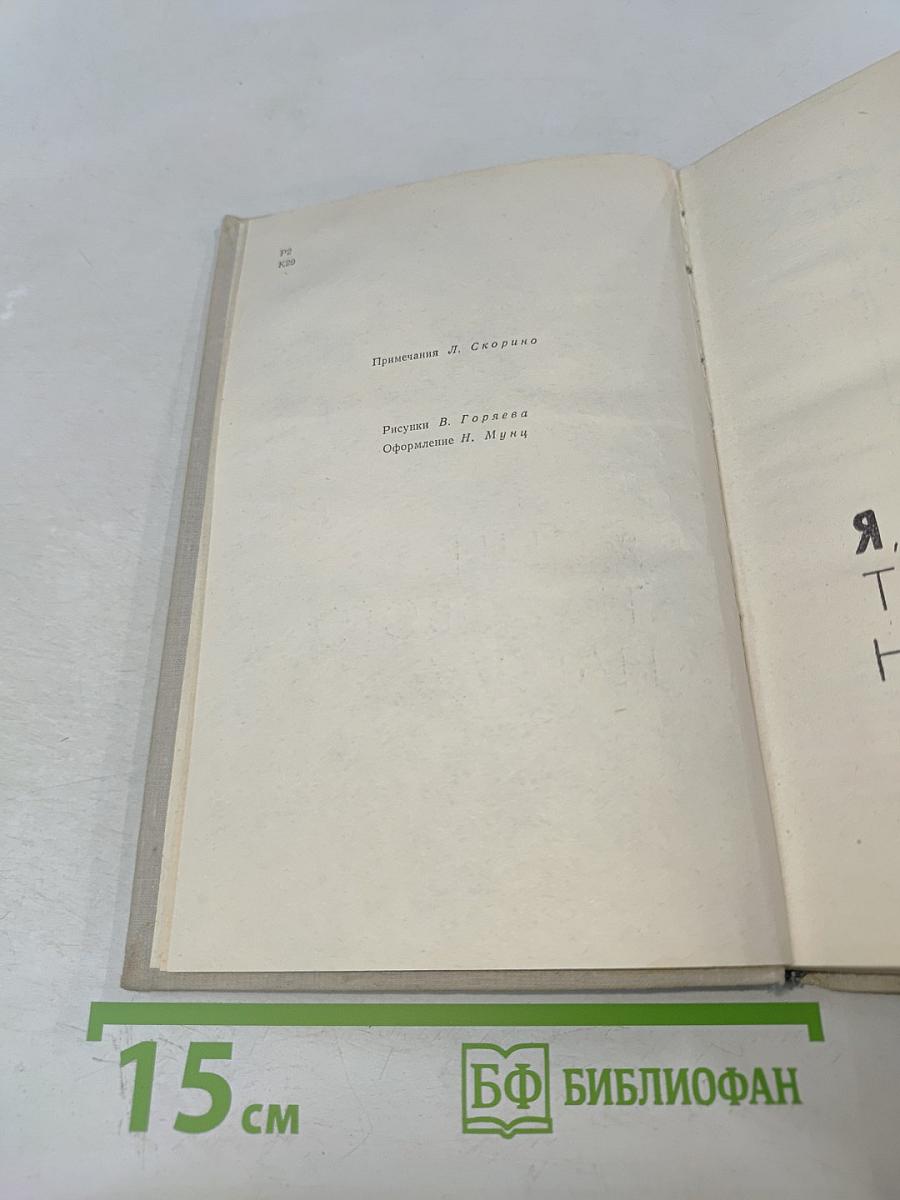 Р2
К29
Примечания Л. Скорино
Рисунки В. Горяева
Оформление Н. Мунц
Я,
Т
Н
15 см
БФ БИБЛИОФАН